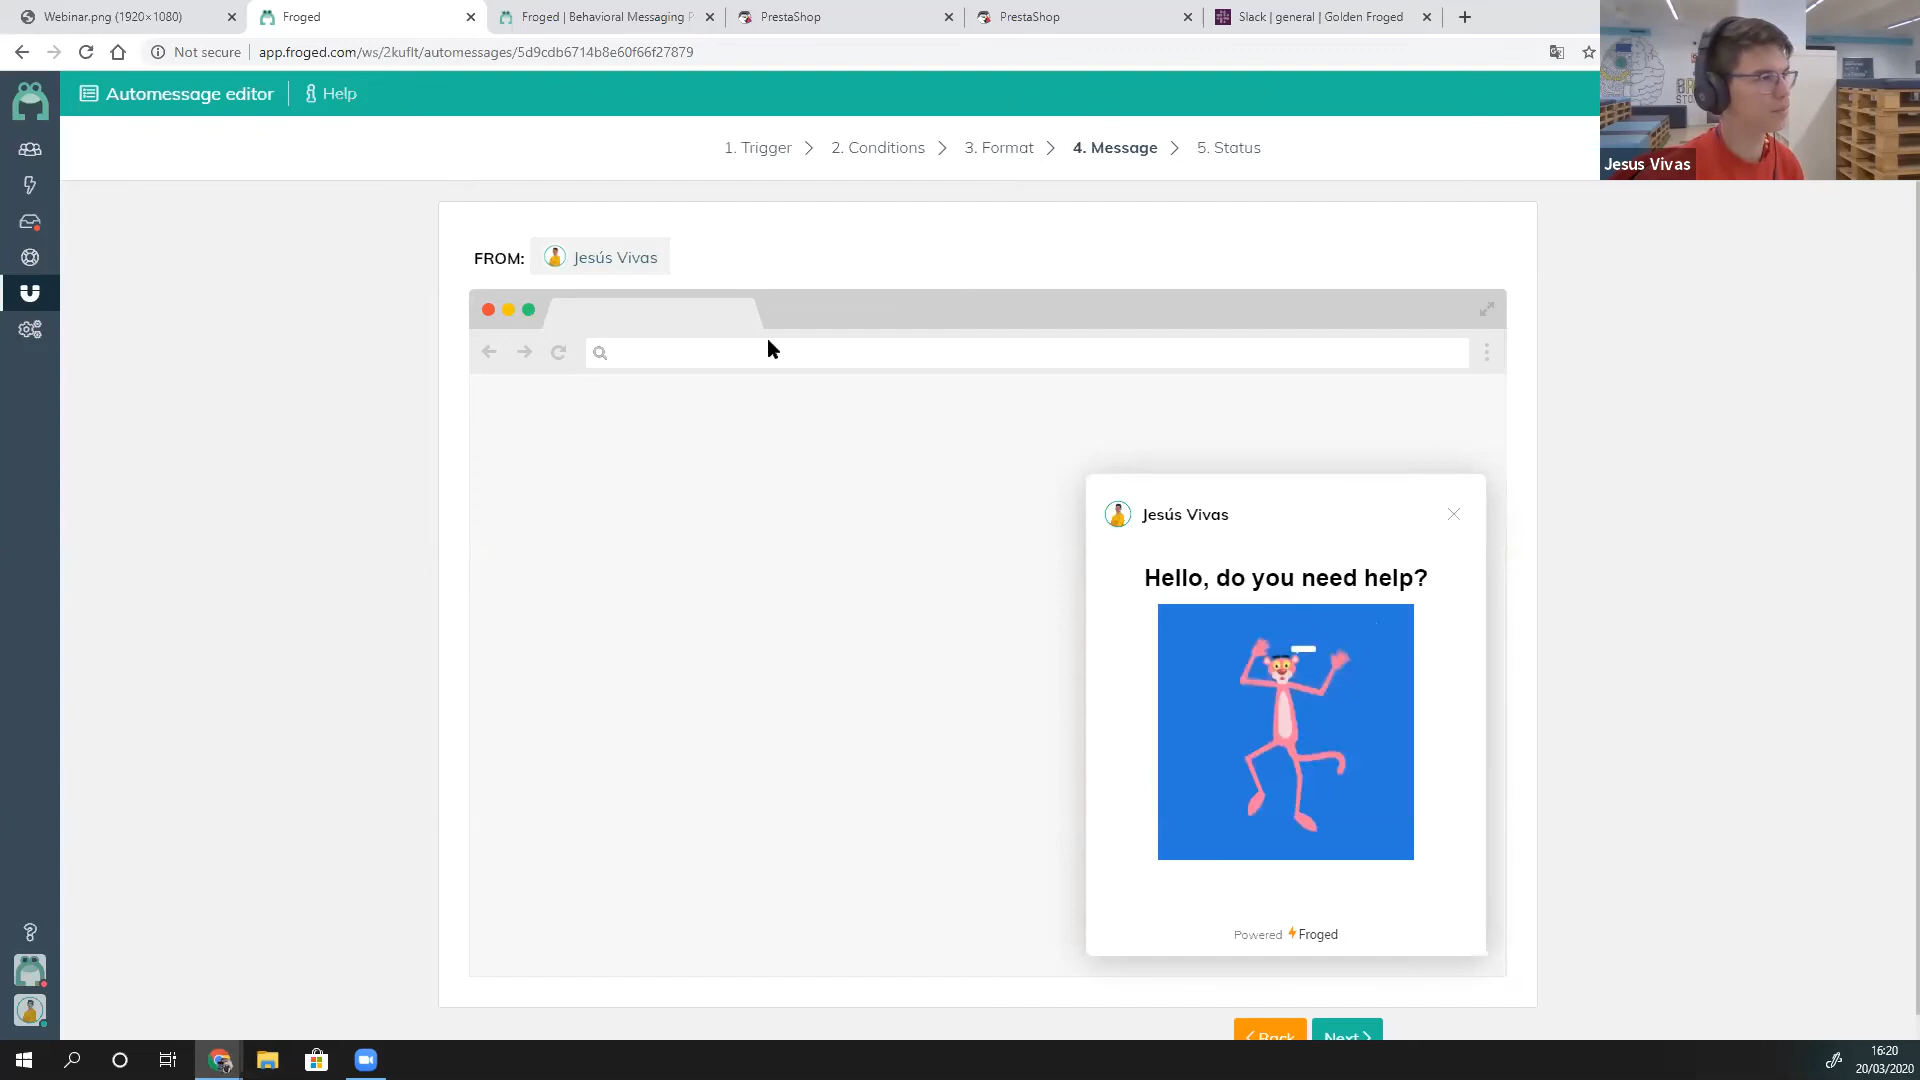 Webinar.png (1920×1080)
Froged
Froged | Behavioral Messaging P
PrestaShop
PrestaShop
Slack | general | Golden Froged
Not secure
app.froged.com/ws/2kuflt/automessages/5d9cdb6714b8e60f66f27879
Automessage editor
Help
BR
STO
Jesus Vivas
1. Trigger
2. Conditions
3. Format
4. Message
5. Status
FROM:
Jesús Vivas
Jesús Vivas
Hello, do you need help?
Powered Froged
Back
Next
16:20
20/03/2020